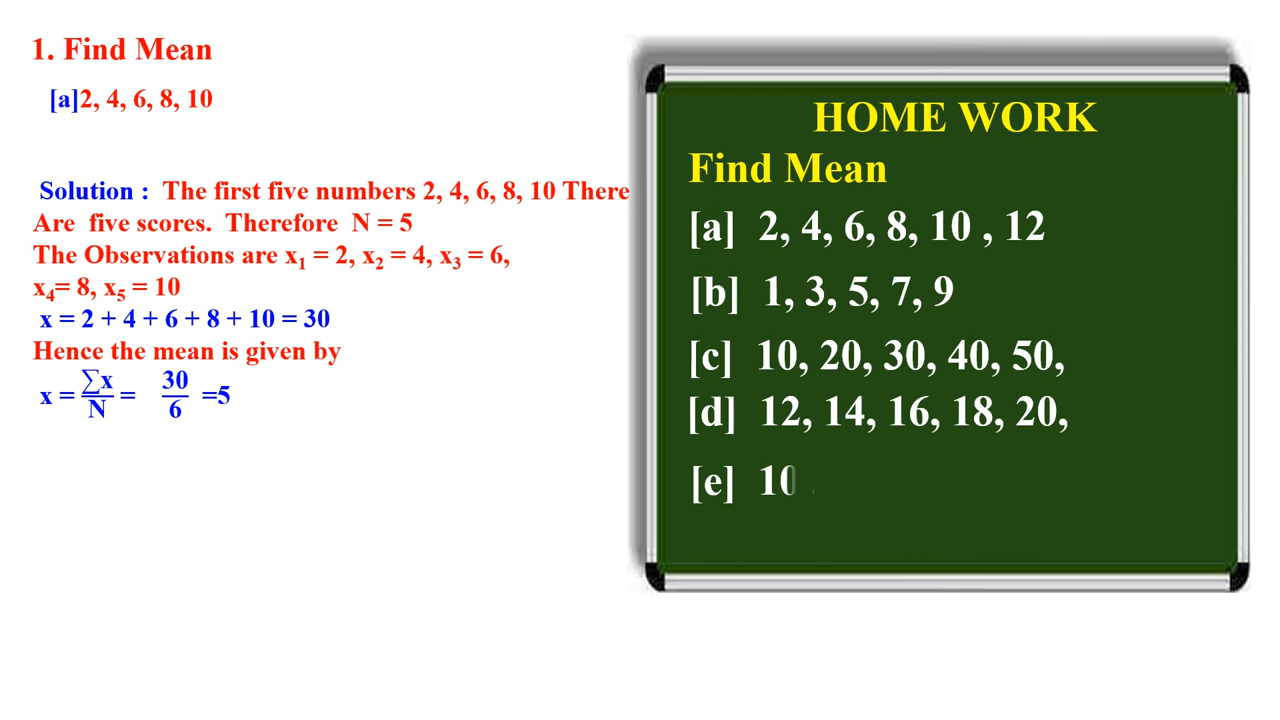 1. Find Mean
[a]2, 4, 6, 8, 10
Solution : The first five numbers 2, 4, 6, 8, 10 There
Are five scores. Therefore N = 5
The Observations are x₁ = 2, x₂ = 4, x₃ = 6,
x₄= 8, x₅ = 10
x = 2 + 4 + 6 + 8 + 10 = 30
Hence the mean is given by
x = ∑x/N = 30/6 =5
HOME WORK
Find Mean
[a] 2, 4, 6, 8, 10 , 12
[b] 1, 3, 5, 7, 9
[c] 10, 20, 30, 40, 50,
[d] 12, 14, 16, 18, 20,
[e] 10